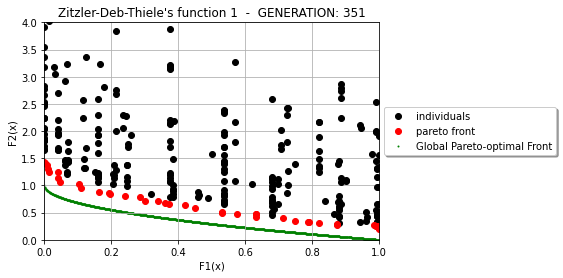 Zitzler-Deb-Thiele's function 1 - GENERATION: 351
F2(x)
4.0
3.5
3.0
2.5
2.0
1.5
1.0
0.5
0.0
0.0 0.2 0.4 0.6 0.8 1.0
F1(x)
individuals
pareto front
Global Pareto-optimal Front